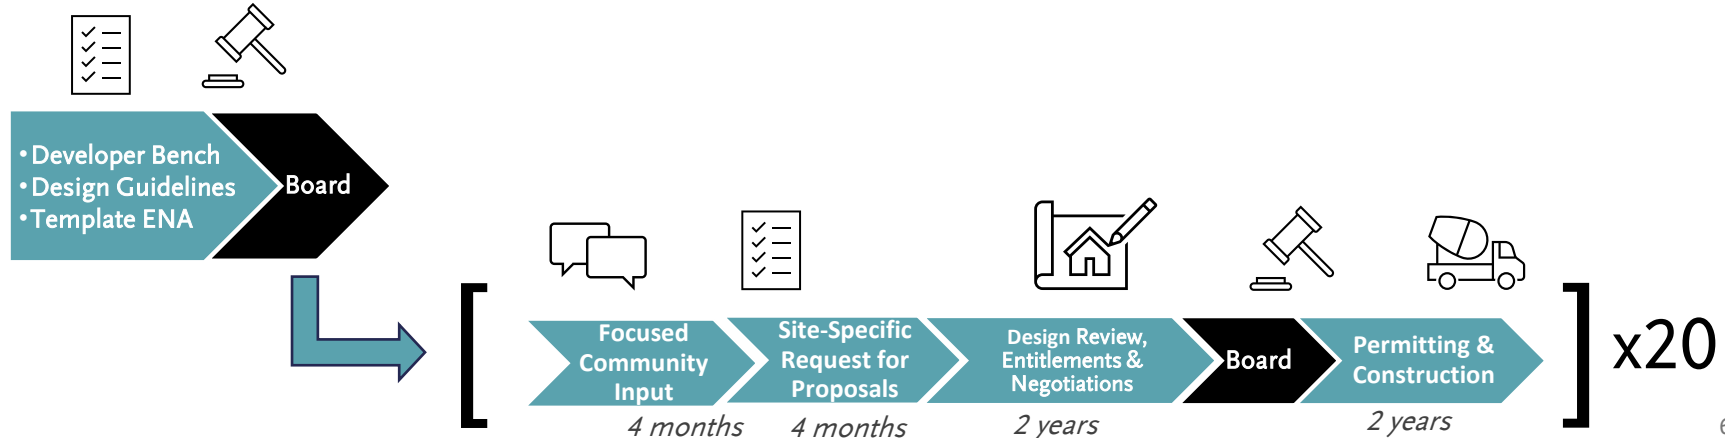 • Developer Bench
• Design Guidelines
• Template ENA
Board
[
Focused
Community
Input
4 months
Site-Specific
Request for
Proposals
4 months
Design Review,
Entitlements &
Negotiations
2 years
Board
Permitting &
Construction
2 years
]
x20